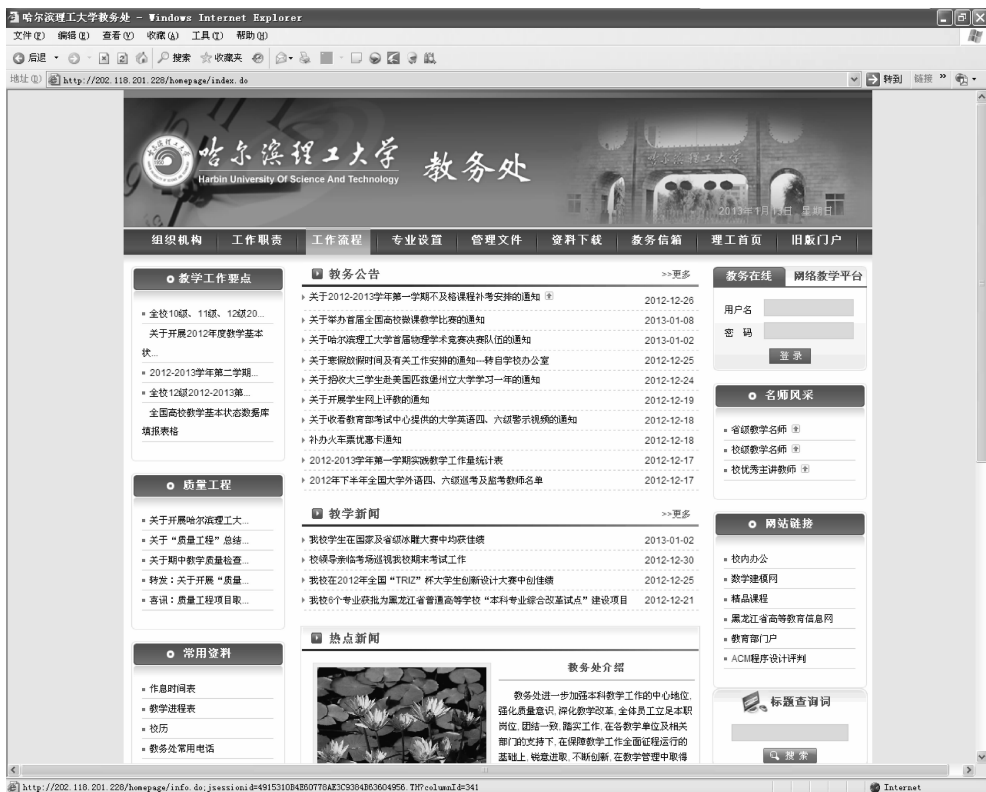 哈尔滨理工大学教务处 - Windows Internet Explorer
文件(F) 编辑(E) 查看(V) 收藏(A) 工具(T) 帮助(H)
后退 搜索 收藏夹
地址(D) http://202.118.201.228/homepage/index.do 转到 链接 »
哈尔滨理工大学 教务处
Harbin University Of Science And Technology
哈尔滨理工大学
2013年1月13日 星期日
组织机构 工作职责 工作流程 专业设置 管理文件 资料下载 教务信箱 理工首页 旧版门户
教学工作要点
全校10级、11级、12级20...
关于开展2012年度教学基本
状...
2012-2013学年第二学期...
全校12级2012-2013第...
全国高校教学基本状态数据库
填报表格
质量工程
关于开展哈尔滨理工大...
关于“质量工程”总结...
关于期中教学质量检查...
转发：关于开展“质量...
喜讯：质量工程项目取...
常用资料
作息时间表
教学进程表
校历
教务处常用电话
教务公告 >>更多
关于2012-2013学年第一学期不及格课程补考安排的通知 2012-12-26
关于举办首届全国高校微课教学比赛的通知 2013-01-08
关于哈尔滨理工大学首届物理学术竞赛决赛队伍的通知 2013-01-02
关于寒假放假时间及有关工作安排的通知---转自学校办公室 2012-12-25
关于招收大三学生赴美国匹兹堡州立大学学习一年的通知 2012-12-24
关于开展学生网上评教的通知 2012-12-19
关于收看教育部考试中心提供的大学英语四、六级警示视频的通知 2012-12-18
补办火车票优惠卡通知 2012-12-18
2012-2013学年第一学期实践教学工作量统计表 2012-12-17
2012年下半年全国大学外语四、六级巡考及监考教师名单 2012-12-17
教学新闻 >>更多
我校学生在国家及省级冰雕大赛中均获佳绩 2013-01-02
校领导亲临考场巡视我校期末考试工作 2012-12-30
我校在2012年全国“TRIZ”杯大学生创新设计大赛中创佳绩 2012-12-25
我校6个专业获批为黑龙江省普通高等学校“本科专业综合改革试点”建设项目 2012-12-21
热点新闻
教务处介绍
教务处进一步加强本科教学工作的中心地位,
强化质量意识,深化教学改革,全体员工立足本职
岗位,团结一致,踏实工作,在各教学单位及相关
部门的支持下,在保障教学工作全面征程运行的
基础上,锐意进取,不断创新,在教学管理中取得
教务在线 网络教学平台
用户名
密 码
登录
名师风采
省级教学名师
校级教学名师
校优秀主讲教师
网站链接
校内办公
数学建模网
精品课程
黑龙江省高等教育信息网
教育部门户
ACM程序设计评判
标题查询词
搜索
http://202.118.201.228/homepage/info.do;jsessionid=4915310B4E60778AE3C9384B63604956.TH?columnId=341 Internet